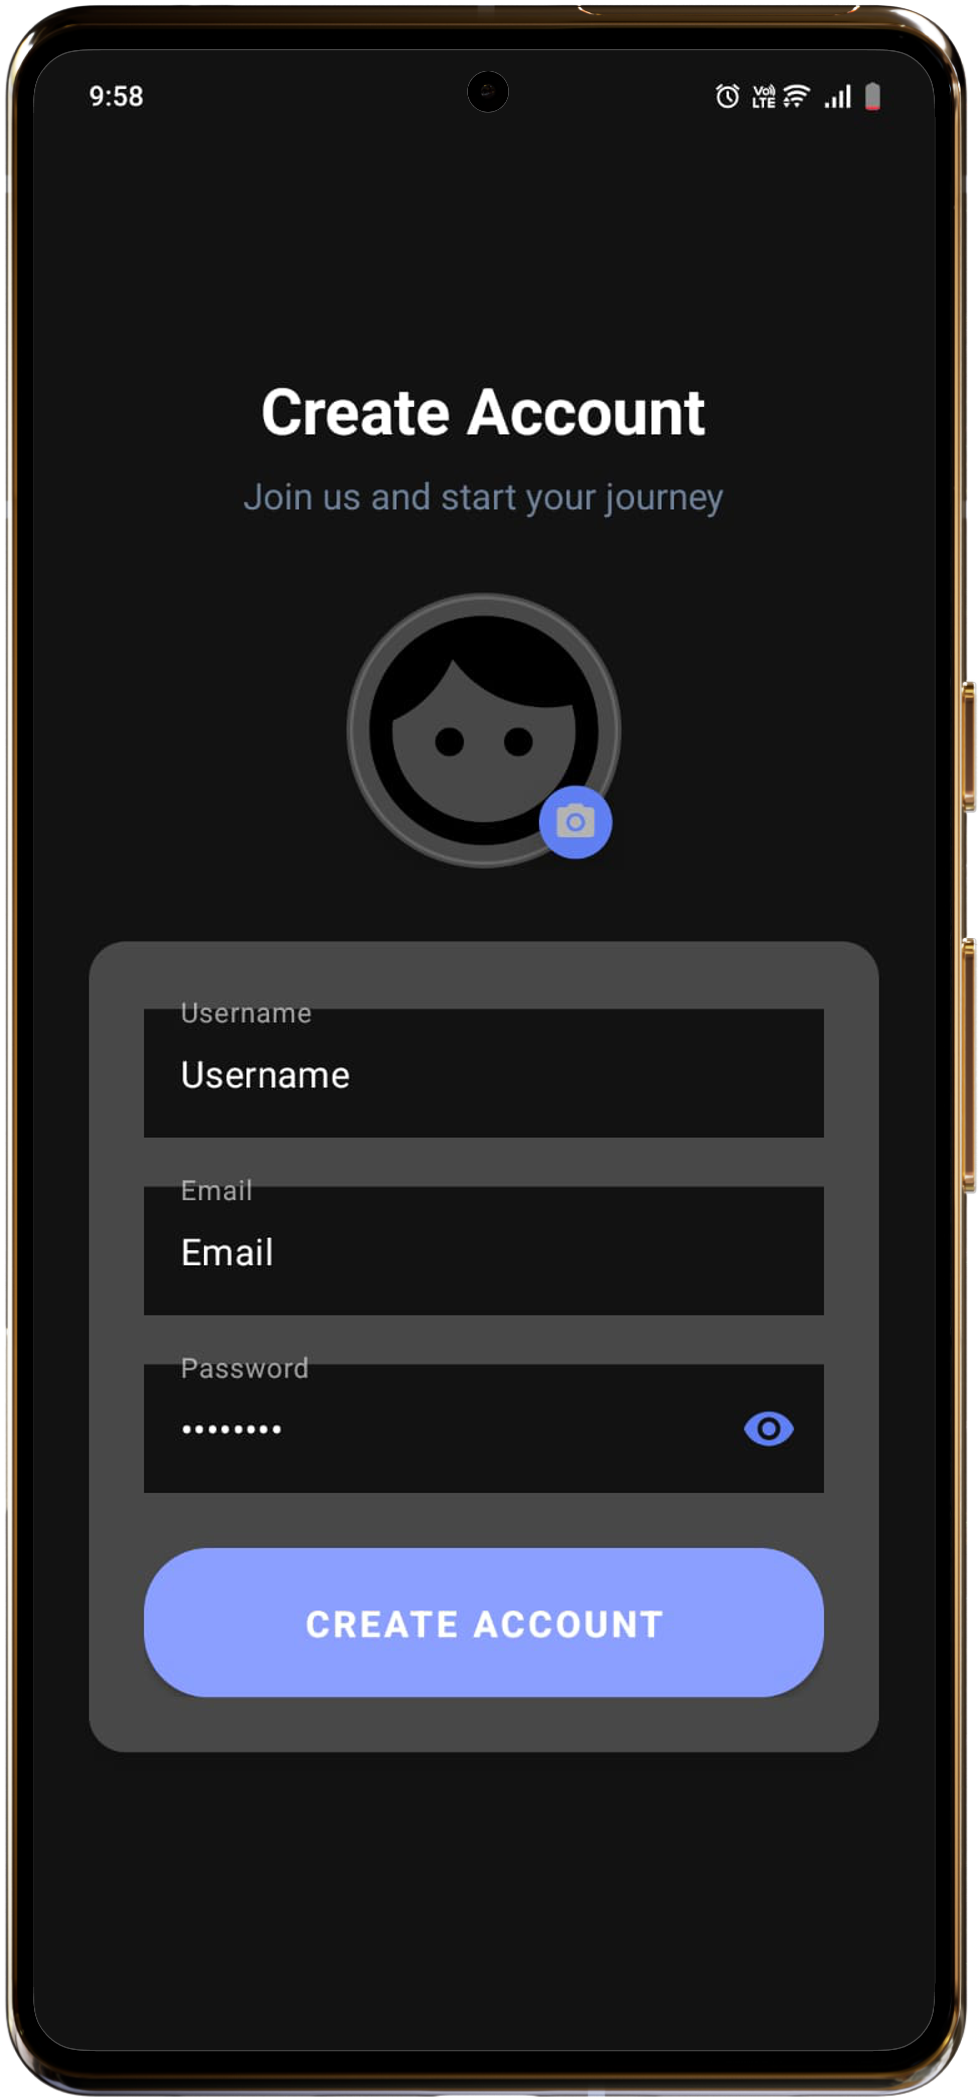 9:58
Vo)) LTE
Create Account
Join us and start your journey
Username
Username
Email
Email
Password
••••••••
CREATE ACCOUNT